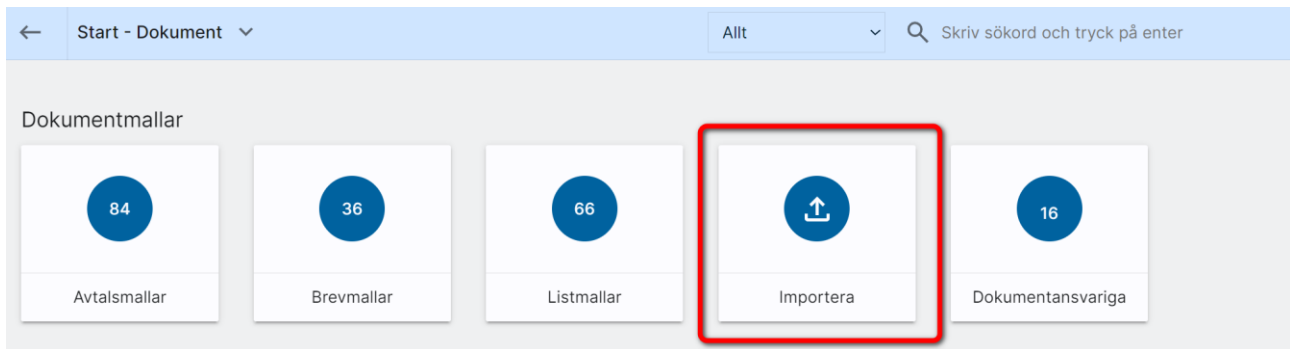 Start - Dokument
Allt
Skriv sökord och tryck på enter
Dokumentmallar
84
36
66
16
Avtalsmallar
Brevmallar
Listmallar
Importera
Dokumentansvariga